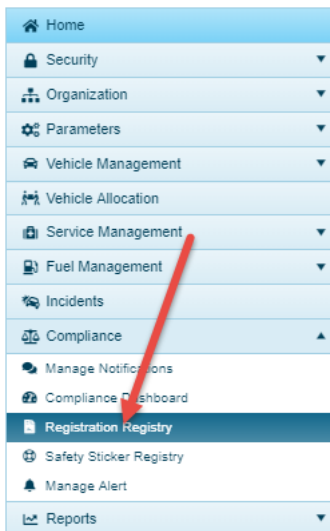 Home
Security
Organization
Parameters
Vehicle Management
Vehicle Allocation
Service Management
Fuel Management
Incidents
Compliance
Manage Notifications
Compliance Dashboard
Registration Registry
Safety Sticker Registry
Manage Alert
Reports